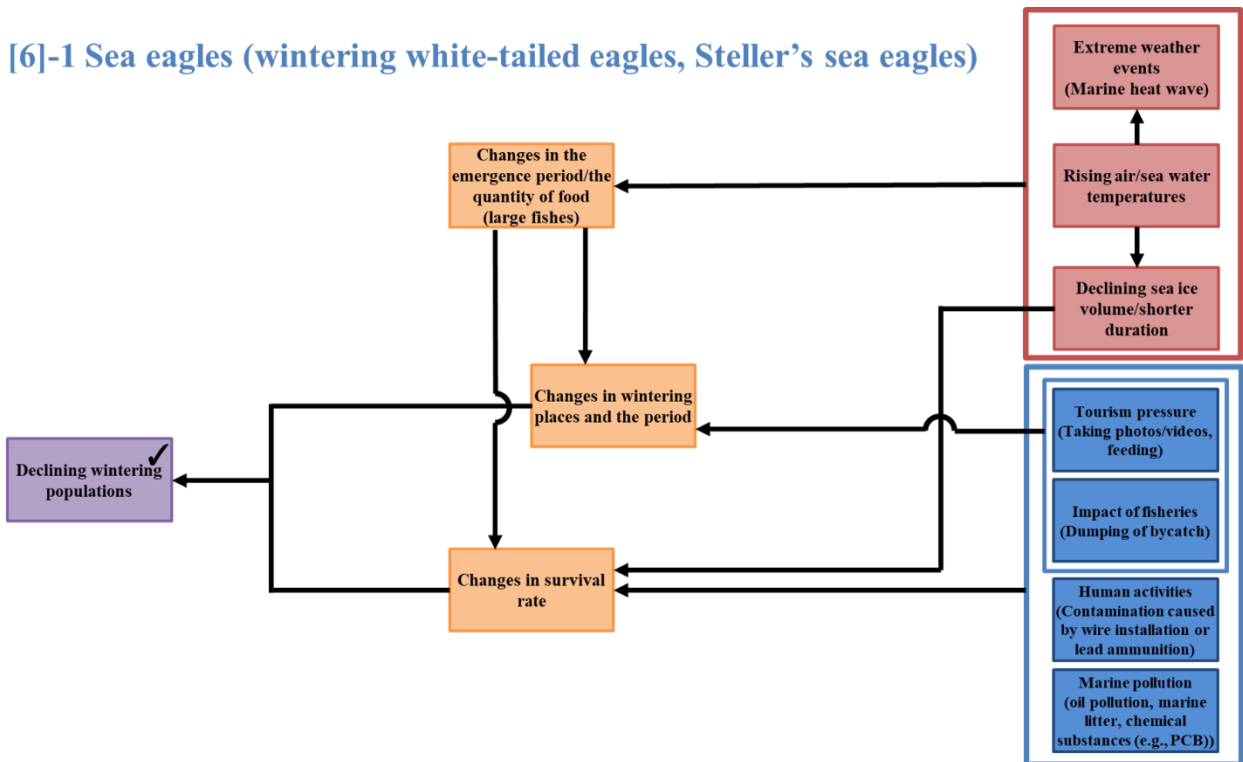 [6]-1 Sea eagles (wintering white-tailed eagles, Steller's sea eagles)
Extreme weather
events
(Marine heat wave)
Changes in the
emergence period/the
quantity of food
(large fishes)
Rising air/sea water
temperatures
Declining sea ice
volume/shorter
duration
Changes in wintering
places and the period
Tourism pressure
(Taking photos/videos,
feeding)
Declining wintering
populations
✓
Impact of fisheries
(Dumping of bycatch)
Changes in survival
rate
Human activities
(Contamination caused
by wire installation or
lead ammunition)
Marine pollution
(oil pollution, marine
litter, chemical
substances (e.g., PCB))